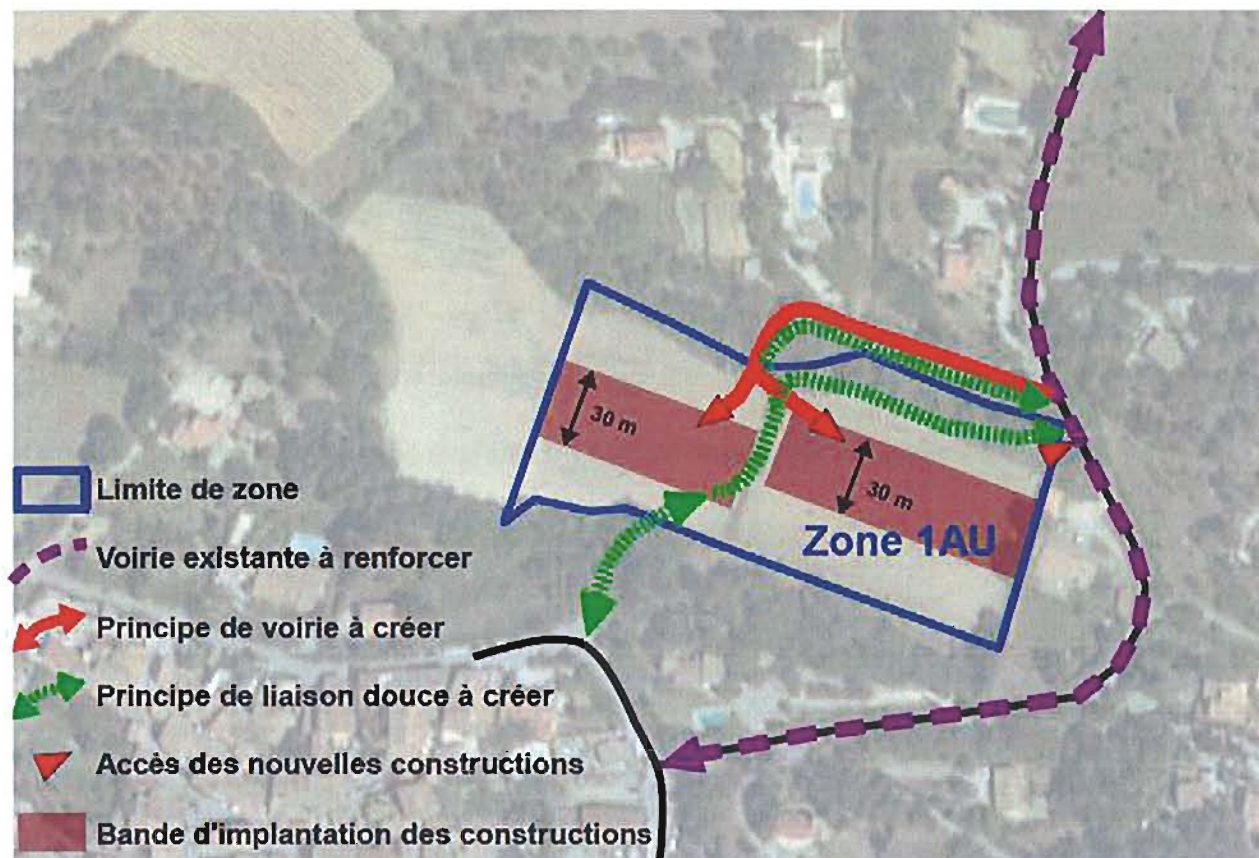 30 m
30 m
Zone 1AU
Limite de zone
Voirie existante à renforcer
Principe de voirie à créer
Principe de liaison douce à créer
Accès des nouvelles constructions
Bande d'implantation des constructions